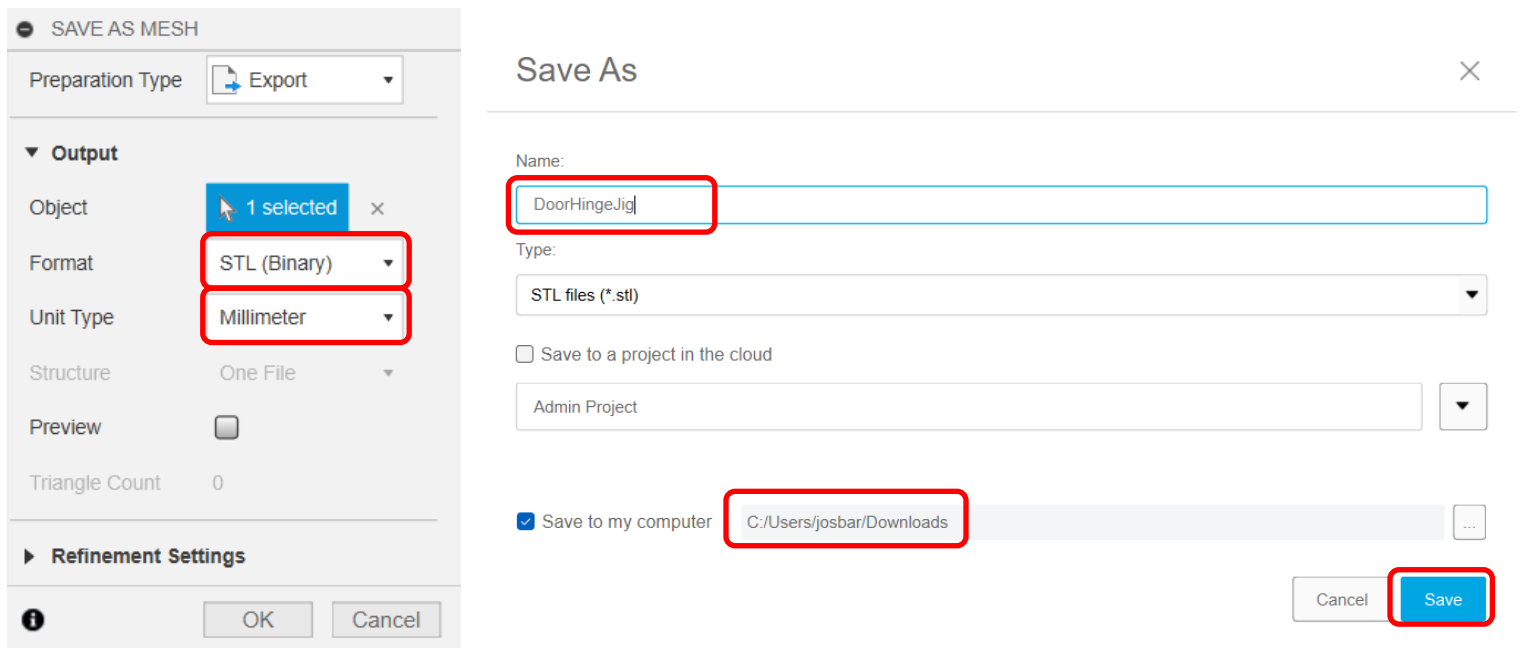 SAVE AS MESH
Preparation Type Export
Output
Object 1 selected
Format STL (Binary)
Unit Type Millimeter
Structure One File
Preview
Triangle Count 0
Refinement Settings
OK Cancel
Save As
Name:
DoorHingeJig
Type:
STL files (*.stl)
Save to a project in the cloud
Admin Project
Save to my computer C:/Users/josbar/Downloads ...
Cancel Save